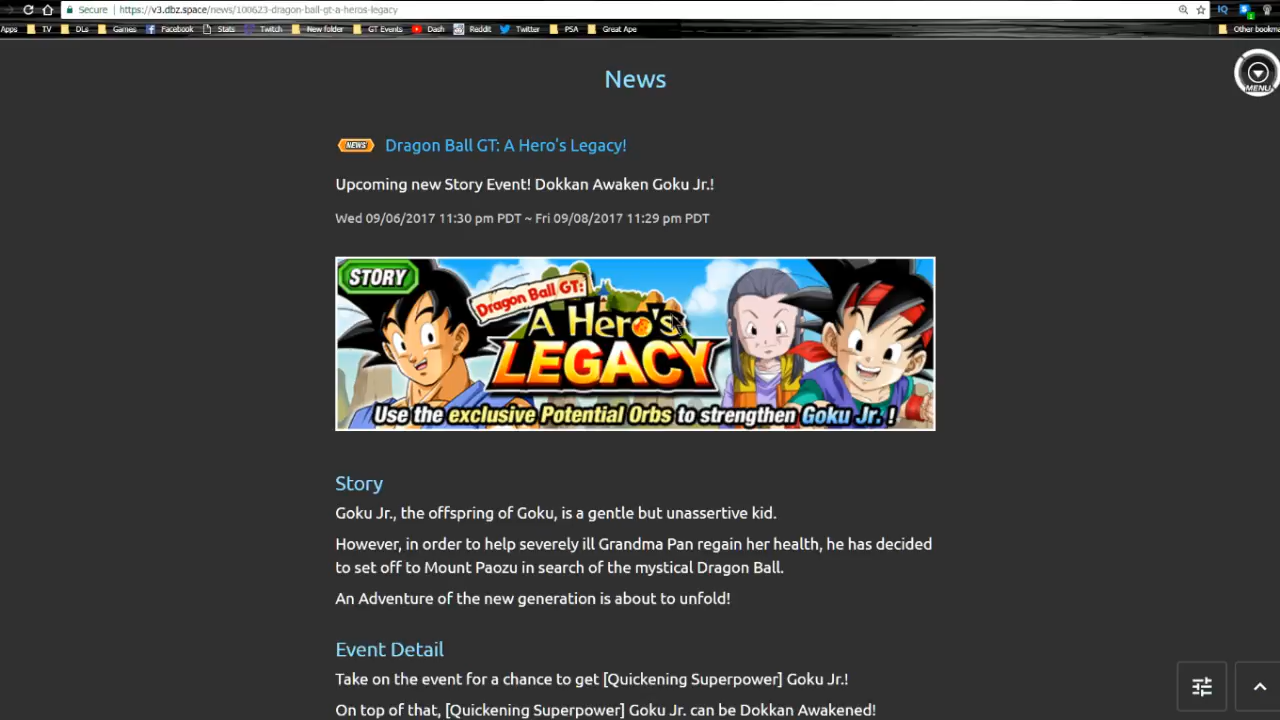 Secure https://v3.dbz.space/news/100623-dragon-ball-gt-a-heros-legacy
Apps TV DLs Games Facebook Stats Twitch New folder GT Events Dash Reddit Twitter PSA Great Ape Other bookma
News
MENU
NEWS Dragon Ball GT: A Hero's Legacy!
Upcoming new Story Event! Dokkan Awaken Goku Jr.!
Wed 09/06/2017 11:30 pm PDT ~ Fri 09/08/2017 11:29 pm PDT
STORY
Dragon Ball GT:
A Hero's
LEGACY
Use the exclusive Potential Orbs to strengthen Goku Jr.!
Story
Goku Jr., the offspring of Goku, is a gentle but unassertive kid.
However, in order to help severely ill Grandma Pan regain her health, he has decided
to set off to Mount Paozu in search of the mystical Dragon Ball.
An Adventure of the new generation is about to unfold!
Event Detail
Take on the event for a chance to get [Quickening Superpower] Goku Jr.!
On top of that, [Quickening Superpower] Goku Jr. can be Dokkan Awakened!